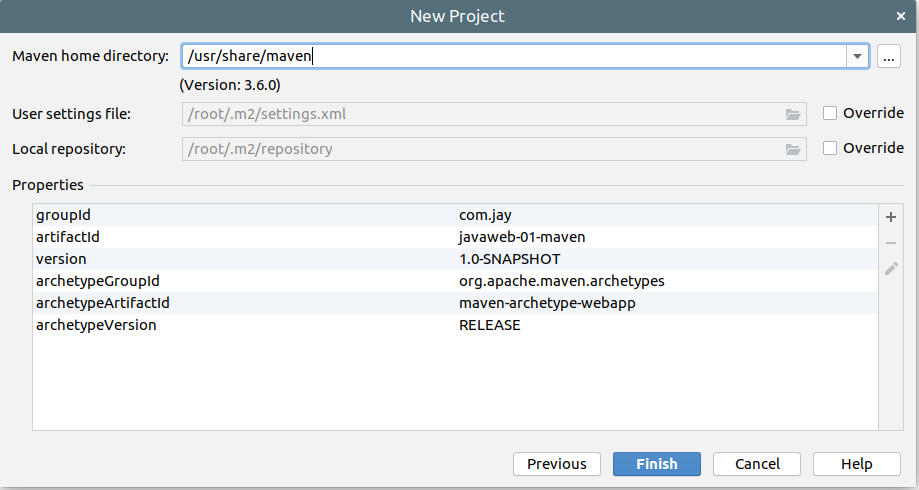 New Project
Maven home directory: /usr/share/maven ...
(Version: 3.6.0)
User settings file: /root/.m2/settings.xml Override
Local repository: /root/.m2/repository Override
Properties
groupId com.jay
artifactId javaweb-01-maven
version 1.0-SNAPSHOT
archetypeGroupId org.apache.maven.archetypes
archetypeArtifactId maven-archetype-webapp
archetypeVersion RELEASE
Previous Finish Cancel Help